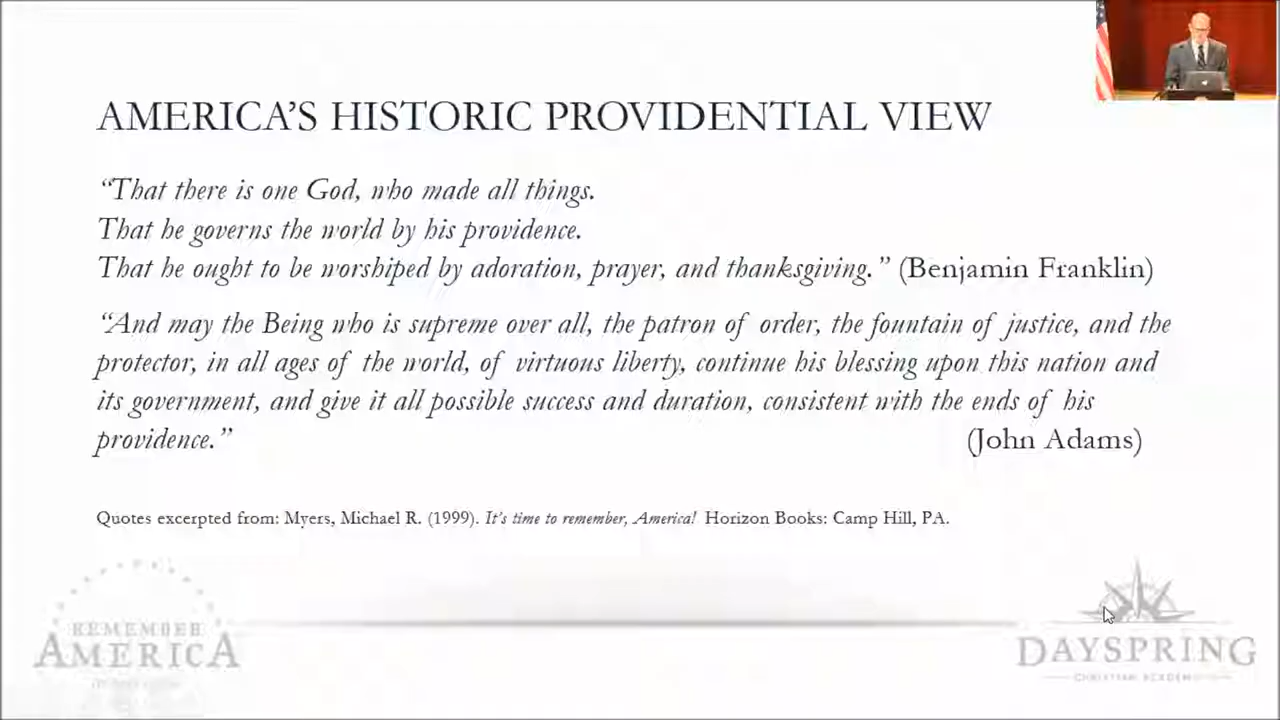 AMERICA'S HISTORIC PROVIDENTIAL VIEW
“That there is one God, who made all things.
That he governs the world by his providence.
That he ought to be worshiped by adoration, prayer, and thanksgiving.” (Benjamin Franklin)
“And may the Being who is supreme over all, the patron of order, the fountain of justice, and the
protector, in all ages of the world, of virtuous liberty, continue his blessing upon this nation and
its government, and give it all possible success and duration, consistent with the ends of his
providence.” (John Adams)
Quotes excerpted from: Myers, Michael R. (1999). It's time to remember, America! Horizon Books: Camp Hill, PA.
REMEMBER
AMERICA
DAYSPRING
CHRISTIAN ACADEMY